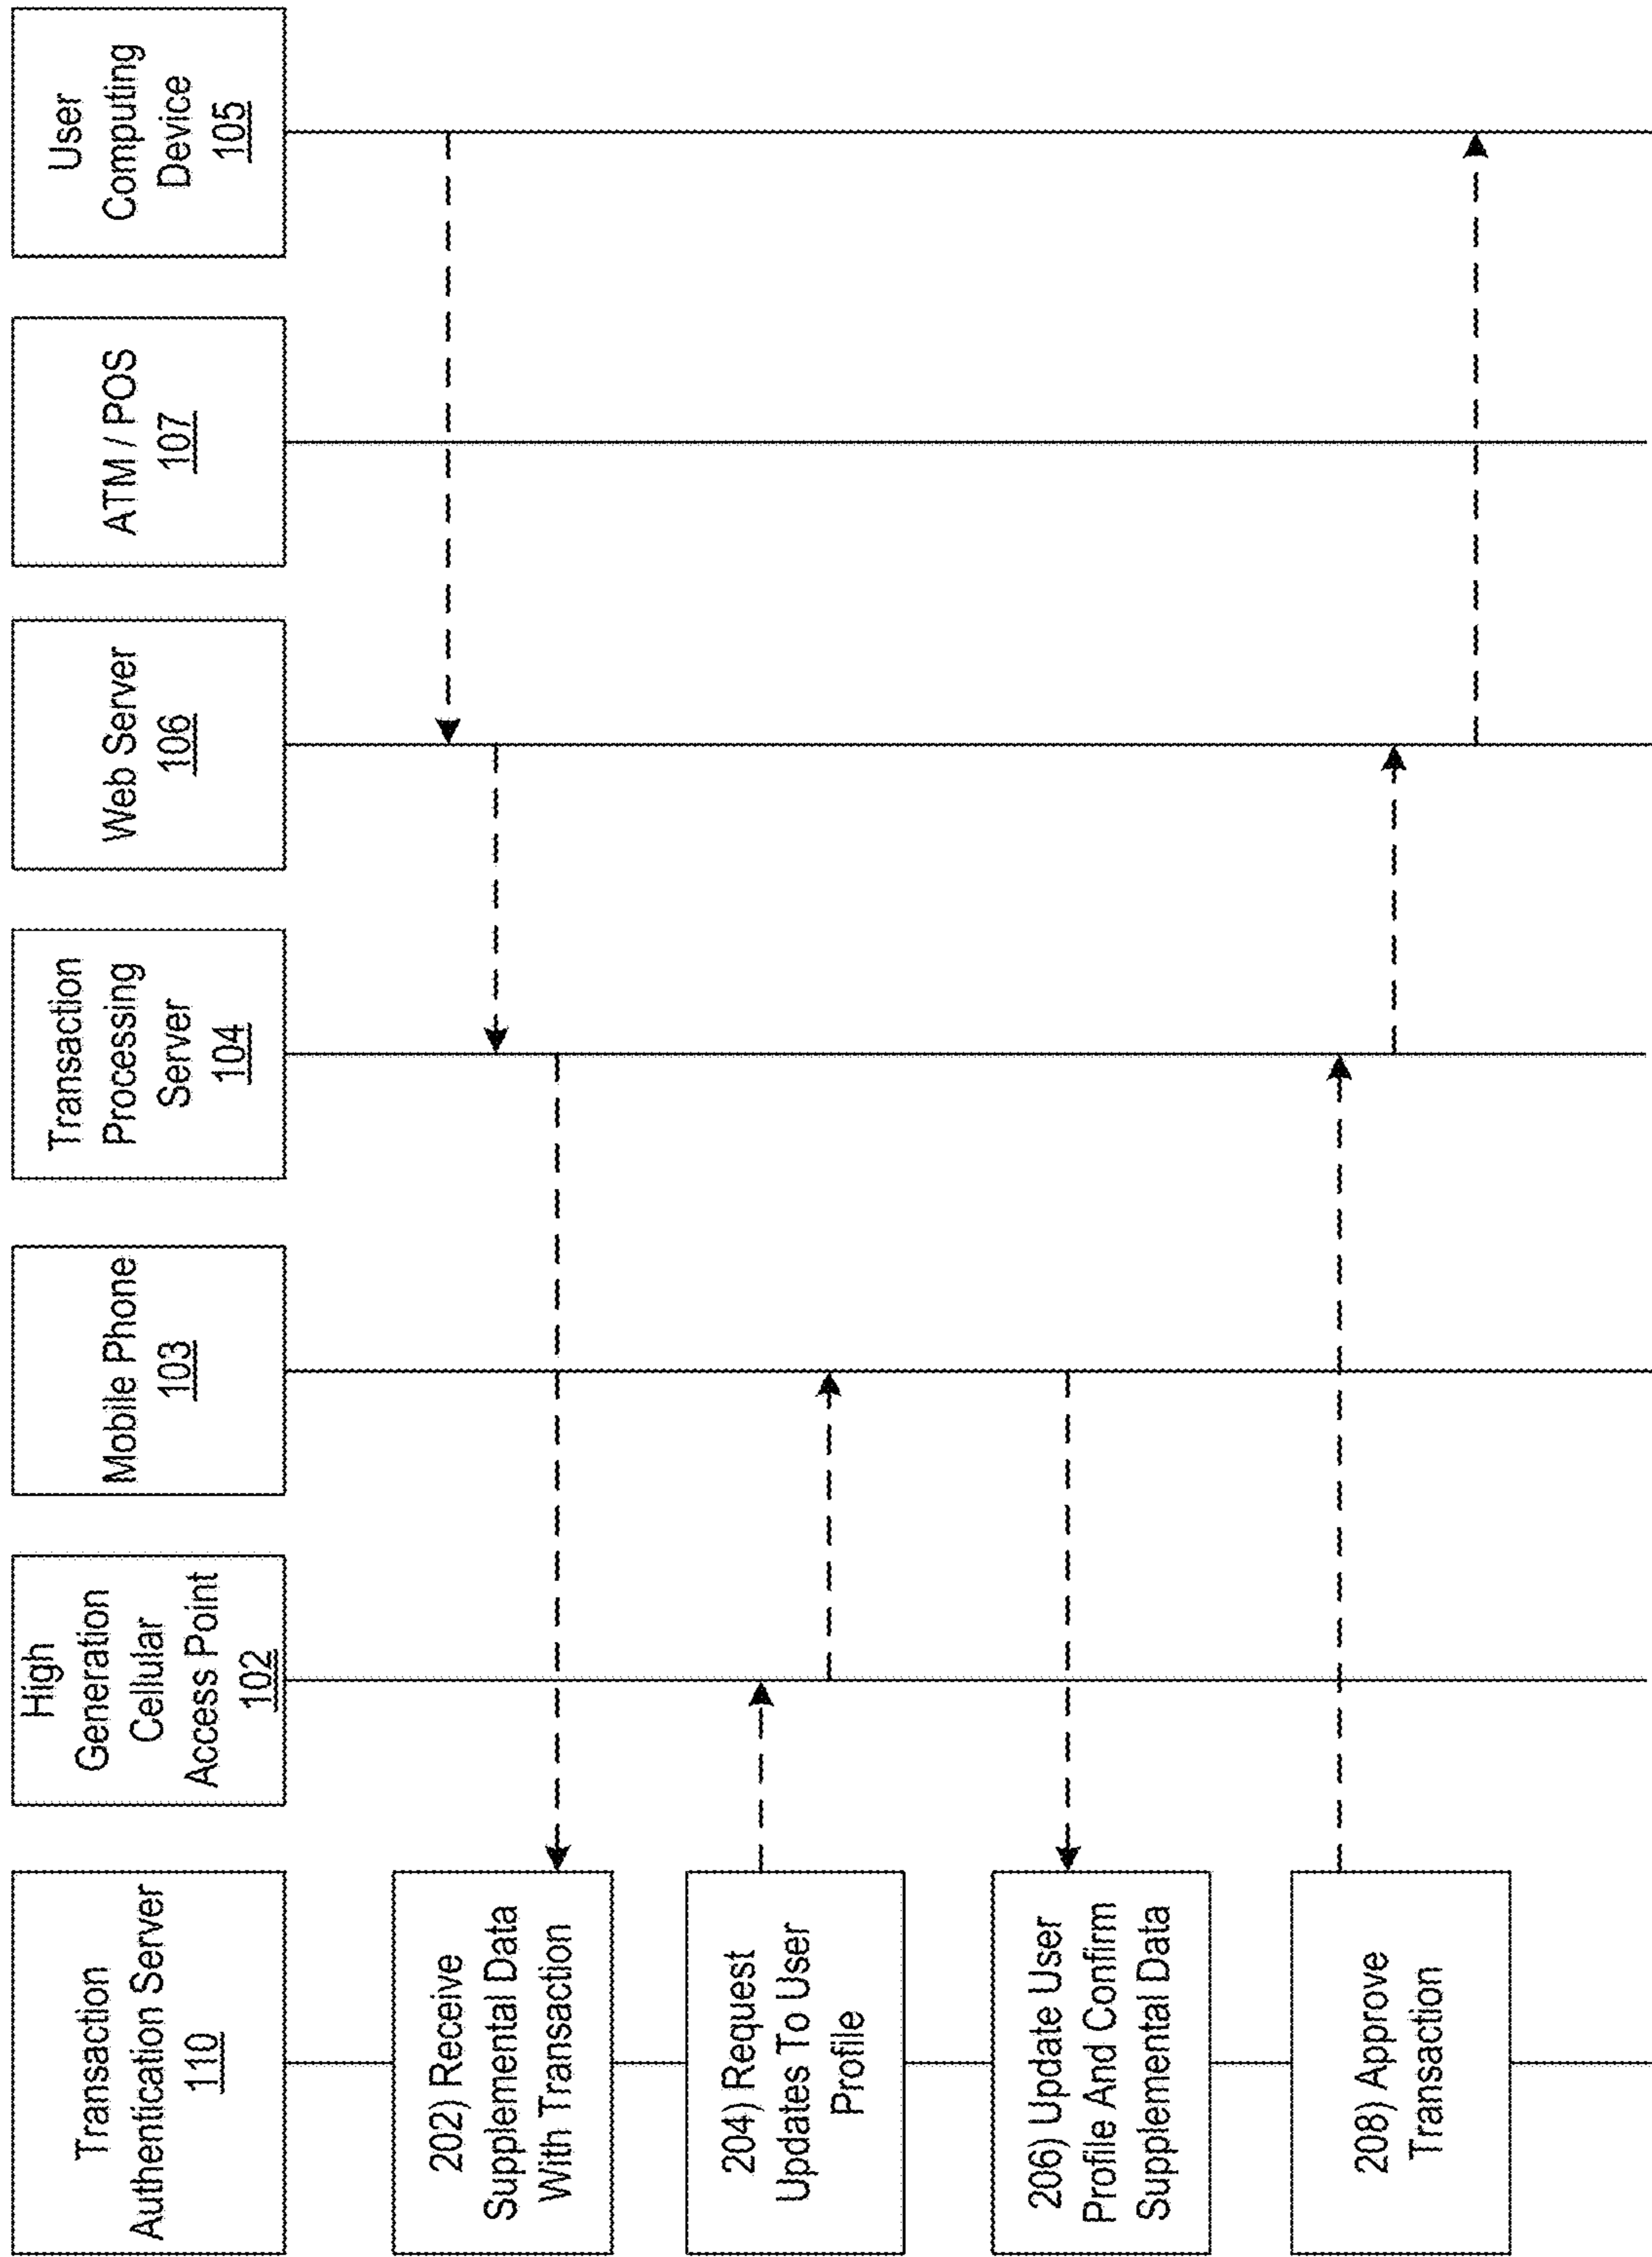 Transaction
Authentication Server
110
High
Generation
Cellular
Access Point
102
Mobile Phone
103
Transaction
Processing
Server
104
Web Server
106
ATM / POS
107
User
Computing
Device
105
202) Receive
Supplemental Data
With Transaction
204) Request
Updates To User
Profile
206) Update User
Profile And Confirm
Supplemental Data
208) Approve
Transaction